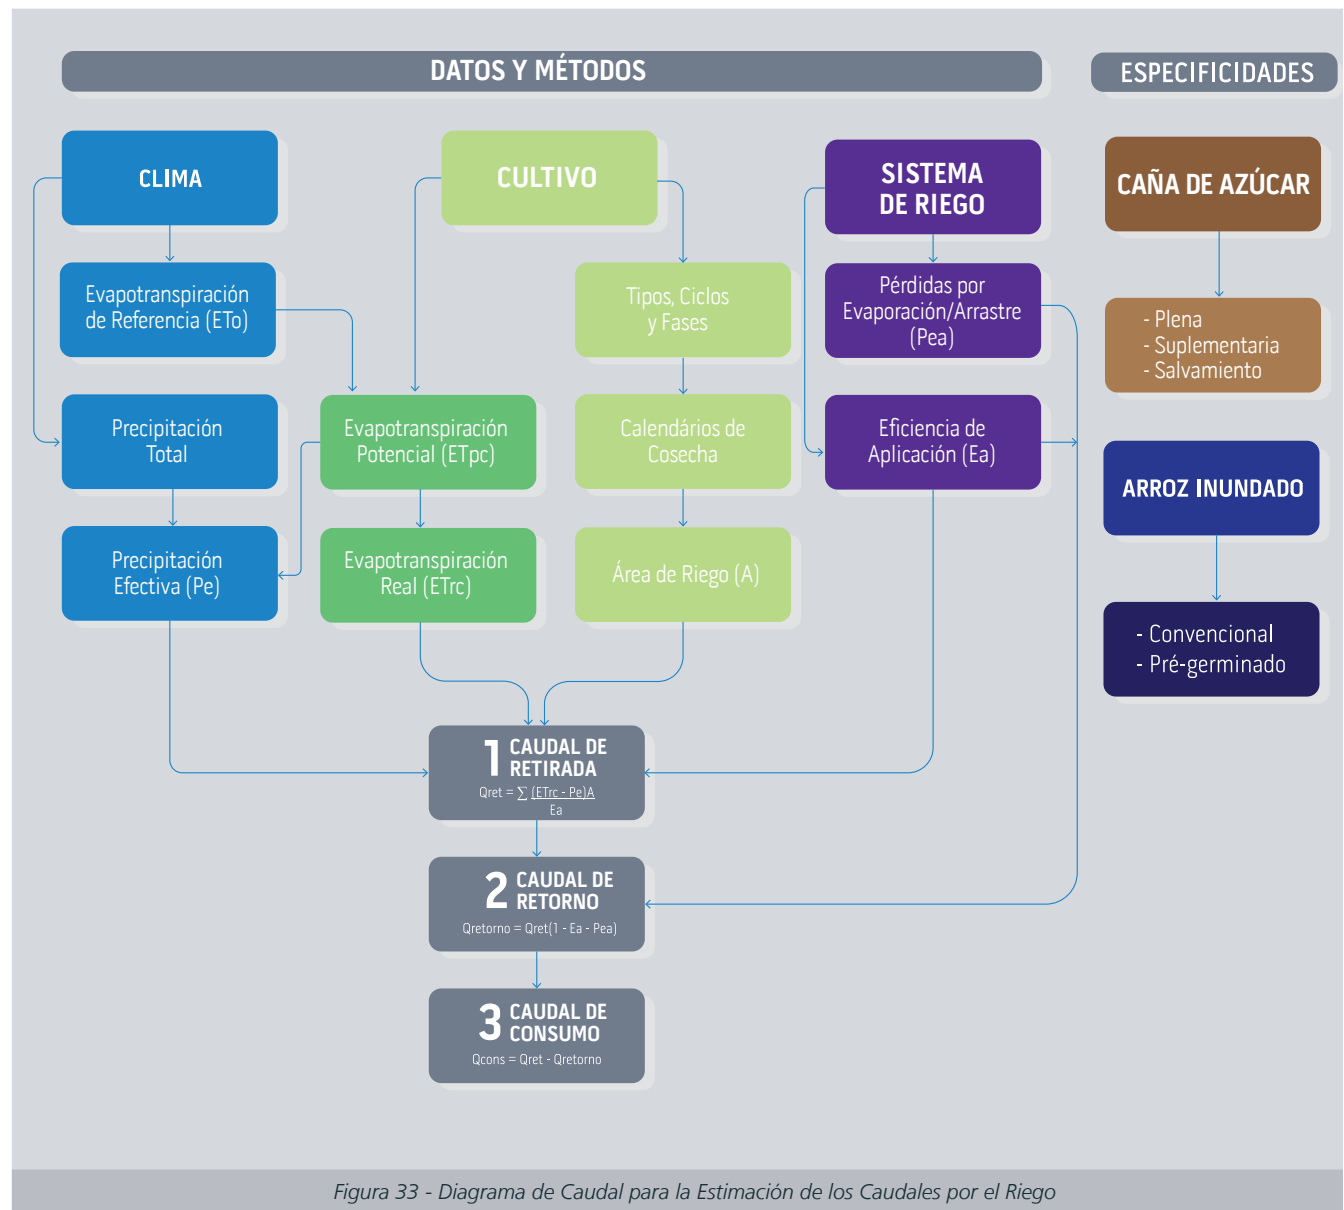 DATOS Y MÉTODOS
ESPECIFICIDADES
CLIMA
CULTIVO
SISTEMA
DE RIEGO
CAÑA DE AZÚCAR
Evapotranspiración
de Referencia (ETo)
Tipos, Ciclos
y Fases
Pérdidas por
Evaporación/Arrastre
(Pea)
- Plena
- Suplementaria
- Salvamiento
Precipitación
Total
Evapotranspiración
Potencial (ETpc)
Calendários de
Cosecha
Eficiencia de
Aplicación (Ea)
ARROZ INUNDADO
Precipitación
Efectiva (Pe)
Evapotranspiración
Real (ETrc)
Área de Riego (A)
- Convencional
- Pré-germinado
1 CAUDAL DE
RETIRADA
Qret = ∑ (ETrc - Pe)A
Ea
2 CAUDAL DE
RETORNO
Qretorno = Qret(1 - Ea - Pea)
3 CAUDAL DE
CONSUMO
Qcons = Qret - Qretorno
Figura 33 - Diagrama de Caudal para la Estimación de los Caudales por el Riego